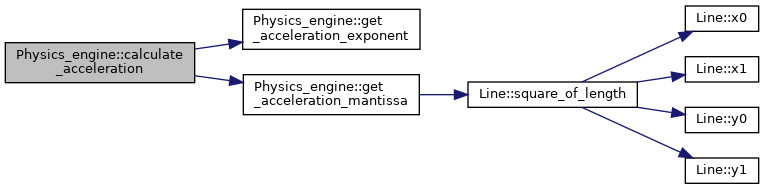 Physics_engine::calculate
_acceleration
Physics_engine::get
_acceleration_exponent
Physics_engine::get
_acceleration_mantissa
Line::square_of_length
Line::x0
Line::x1
Line::y0
Line::y1